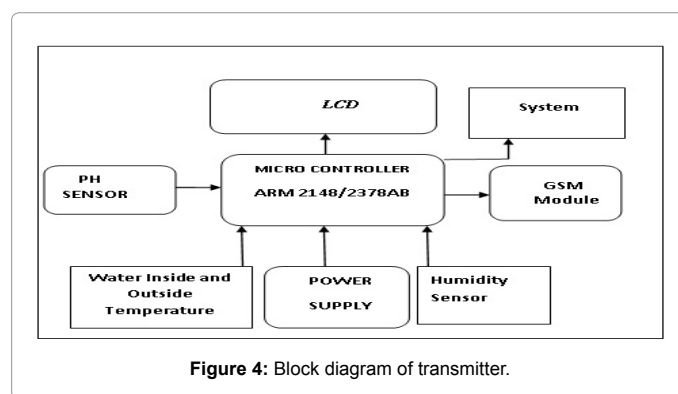 LCD
System
MICRO CONTROLLER
ARM 2148/2378AB
PH
SENSOR
GSM
Module
Water Inside and
Outside
Temperature
POWER
SUPPLY
Humidity
Sensor
Figure 4: Block diagram of transmitter.